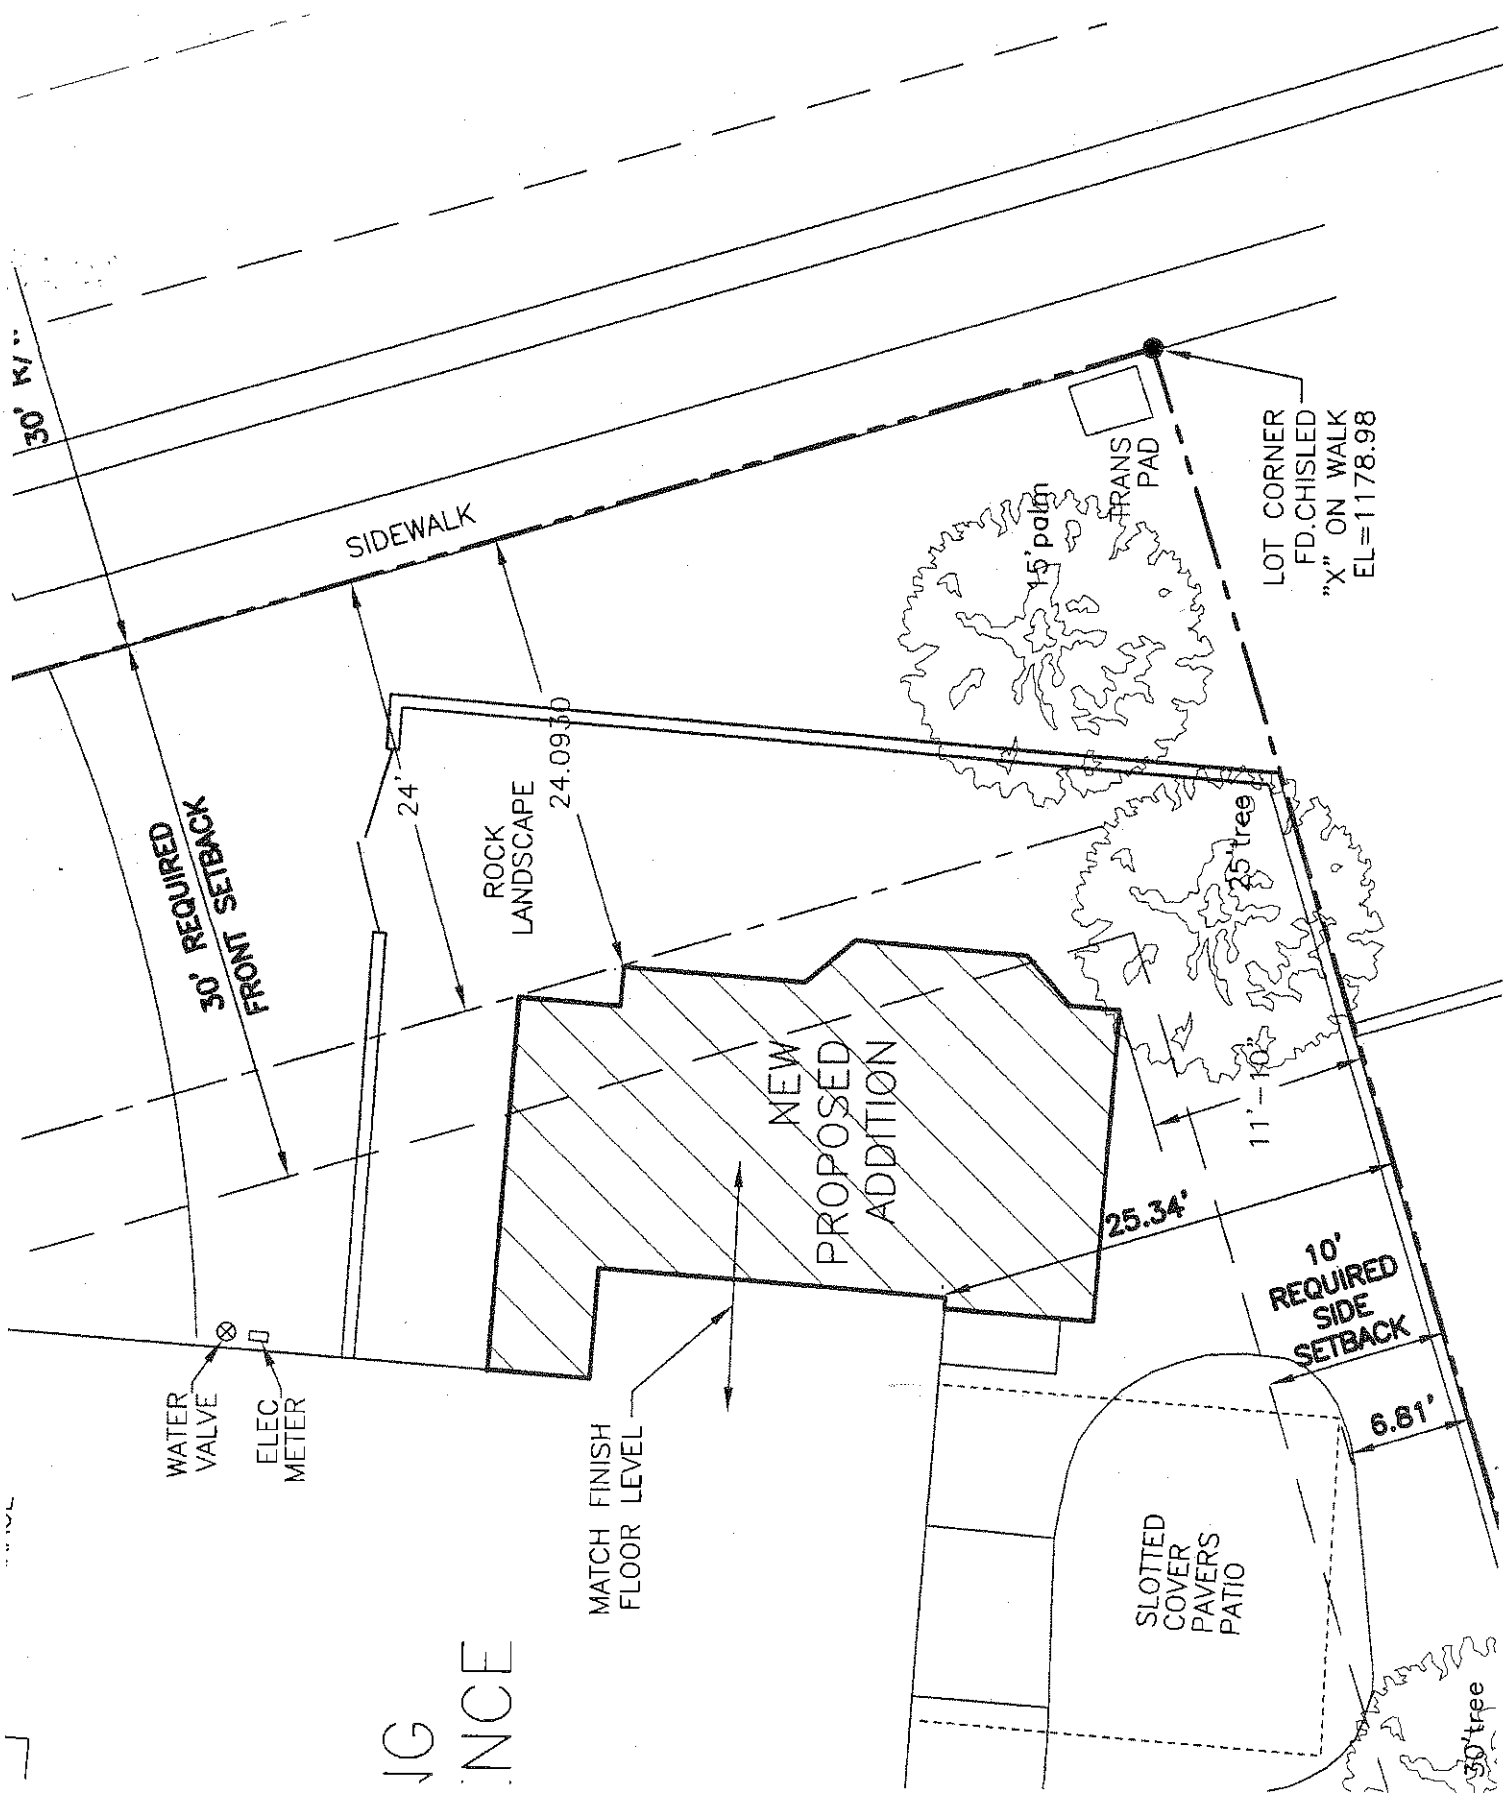 30'
SIDEWALK
30' REQUIRED
FRONT SETBACK
24'
ROCK
LANDSCAPE
24.0930
15' palm
TRANS
PAD
LOT CORNER
FD.CHISLED
"X" ON WALK
EL=1178.98
25' tree
NEW
PROPOSED
ADDITION
11'-10"
25.34'
10'
REQUIRED
SIDE
SETBACK
6.81'
WATER
VALVE
ELEC
METER
MATCH FINISH
FLOOR LEVEL
SLOTTED
COVER
PAVERS
PATIO
NG
NCE
30' tree